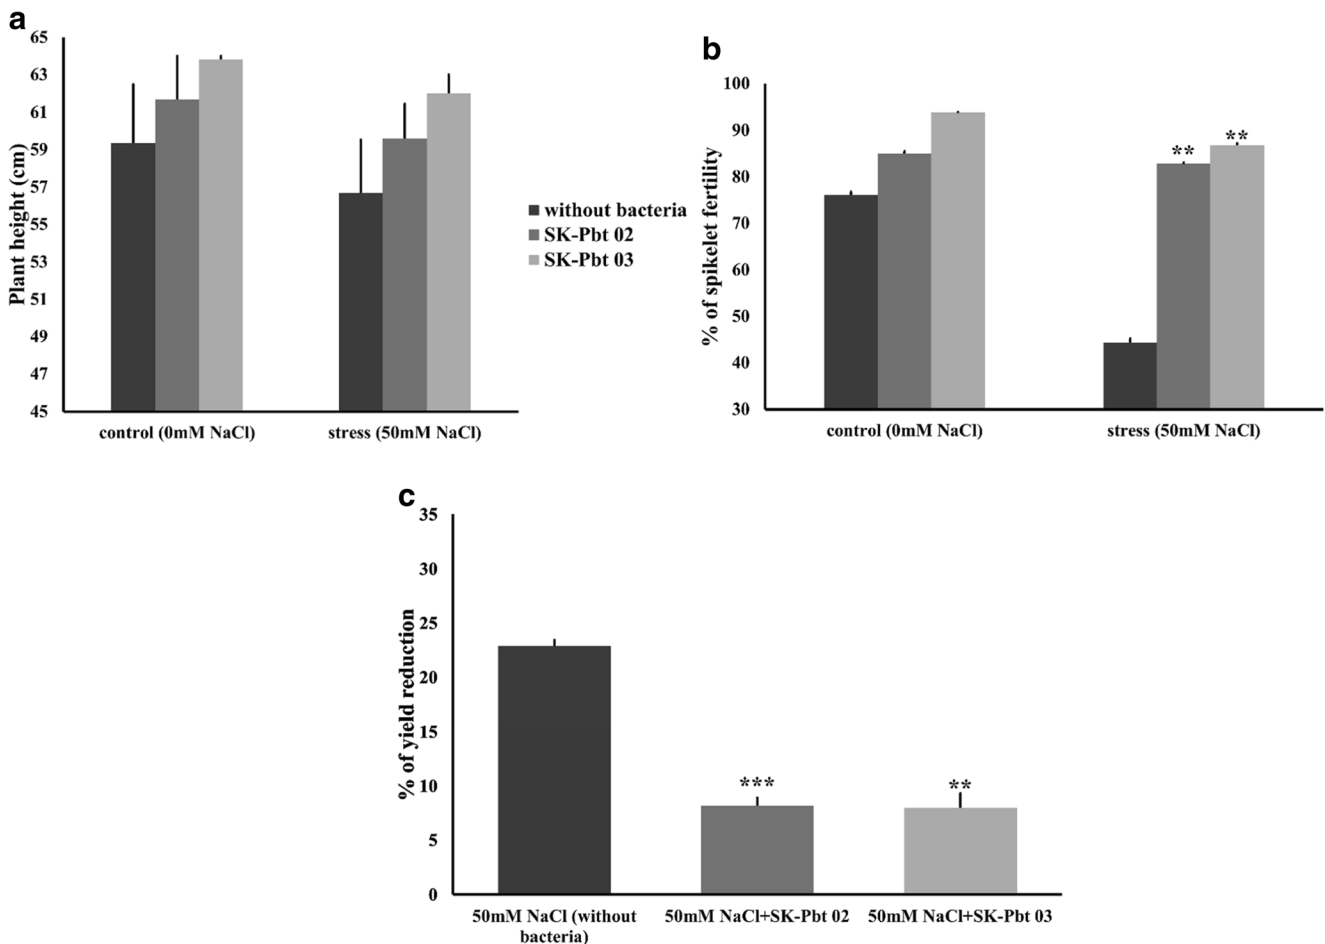 a
65
63
61
59
57
55
53
51
49
47
45
Plant height (cm)
control (0mM NaCl)
stress (50mM NaCl)
without bacteria
SK-Pbt 02
SK-Pbt 03
b
100
90
80
70
60
50
40
30
% of spikelet fertility
**
**
control (0mM NaCl)
stress (50mM NaCl)
c
35
30
25
20
15
10
5
0
% of yield reduction
***
**
50mM NaCl (without
bacteria)
50mM NaCl+SK-Pbt 02
50mM NaCl+SK-Pbt 03